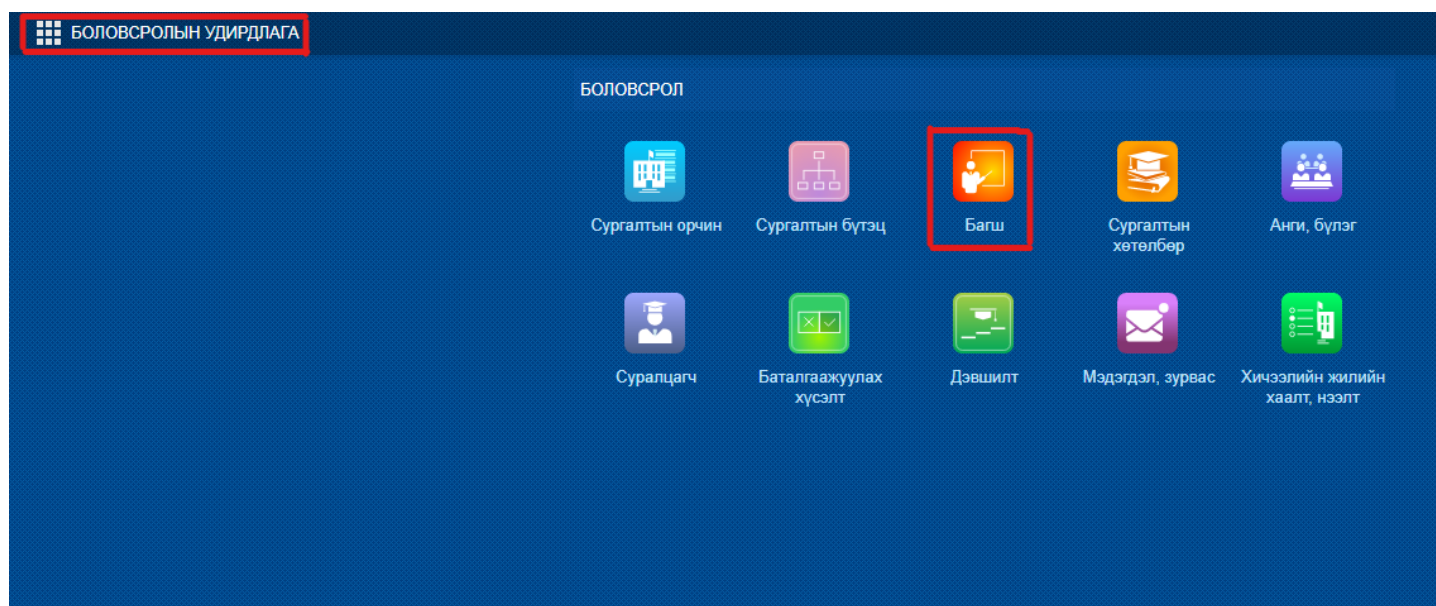 БОЛОВСРОЛЫН УДИРДЛАГА
БОЛОВСРОЛ
Сургалтын орчин
Сургалтын бүтэц
Багш
Сургалтын
хөтөлбөр
Анги, бүлэг
Суралцагч
Баталгаажуулах
хүсэлт
Дэвшилт
Мэдэгдэл, зурвас
Хичээлийн жилийн
хаалт, нээлт